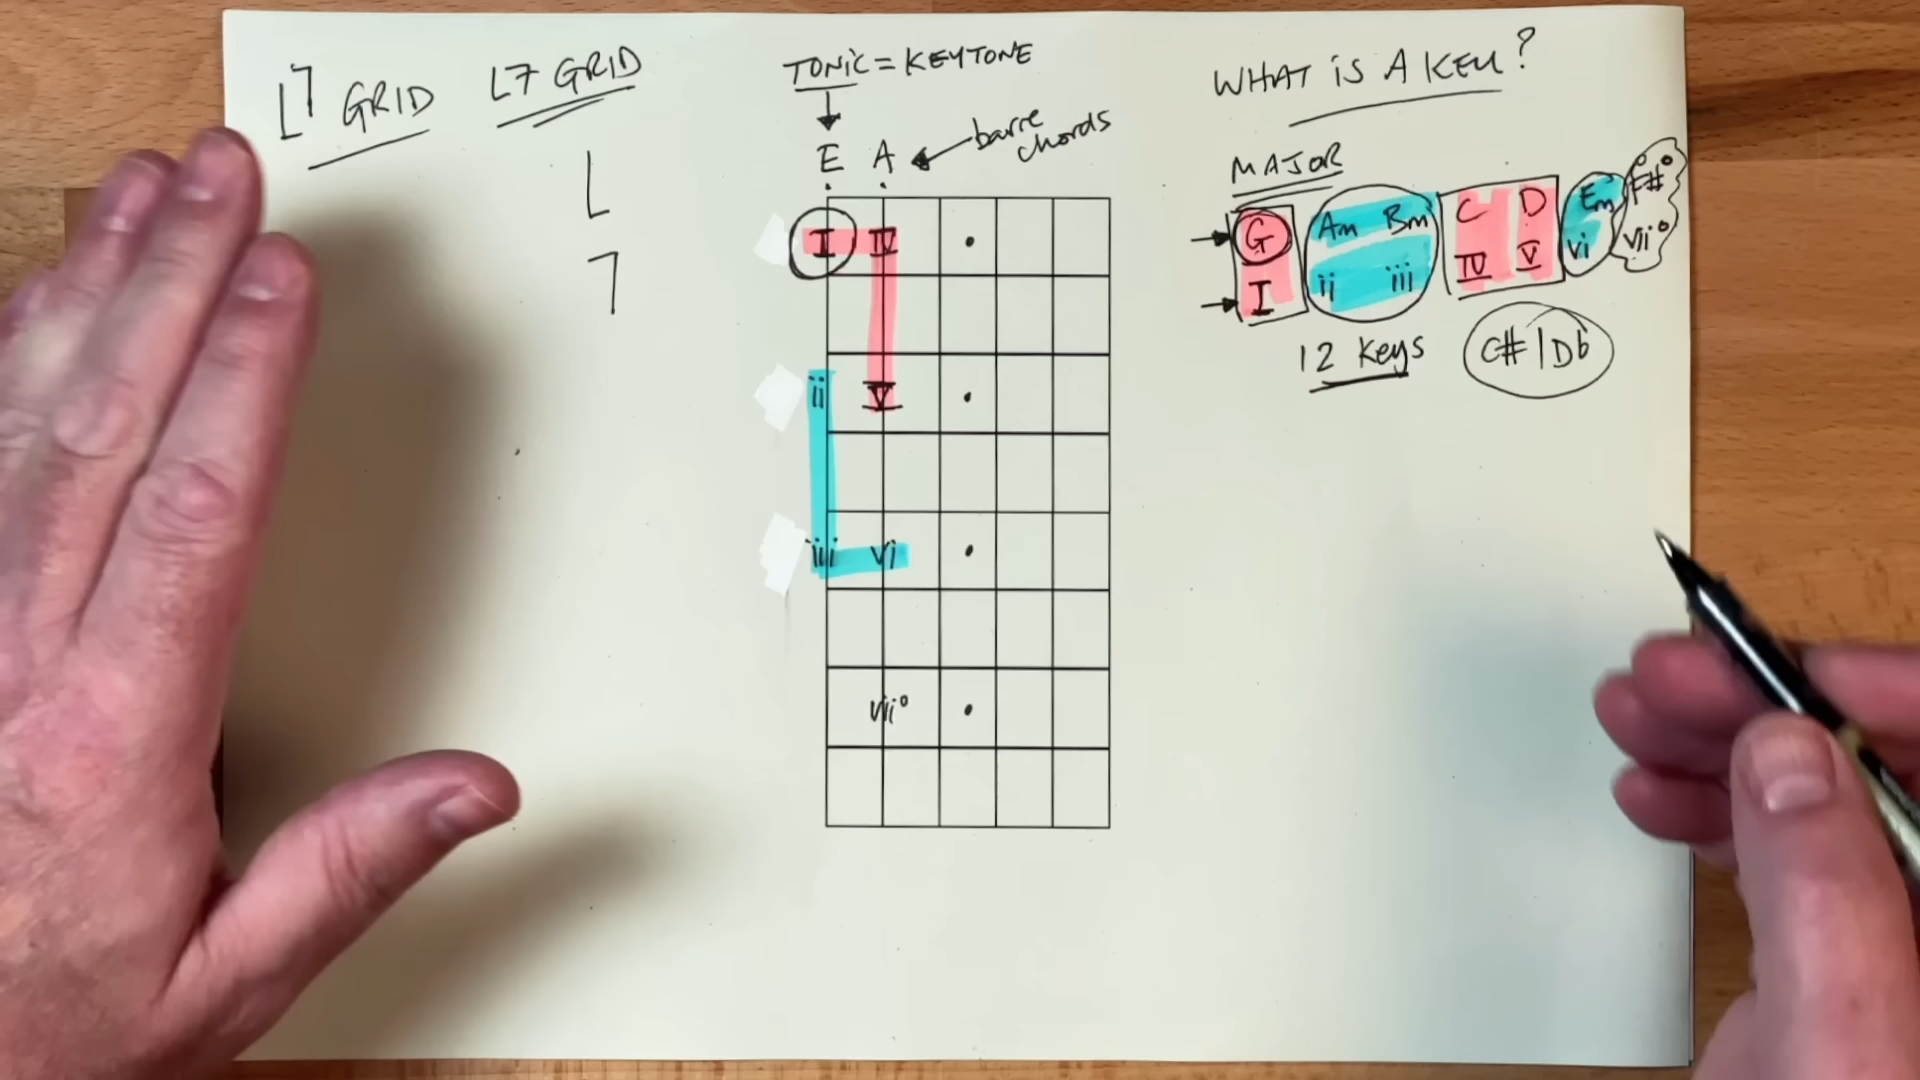 L7 GRID
L7 GRID
L
7
TONIC = KEYTONE
E A
barre
chords
I IV
ii V
iii vi
vii°
WHAT IS A KEY?
MAJOR
G Am Bm C D Em F#°
I ii iii IV V vi vii°
12 Keys
C# | Db